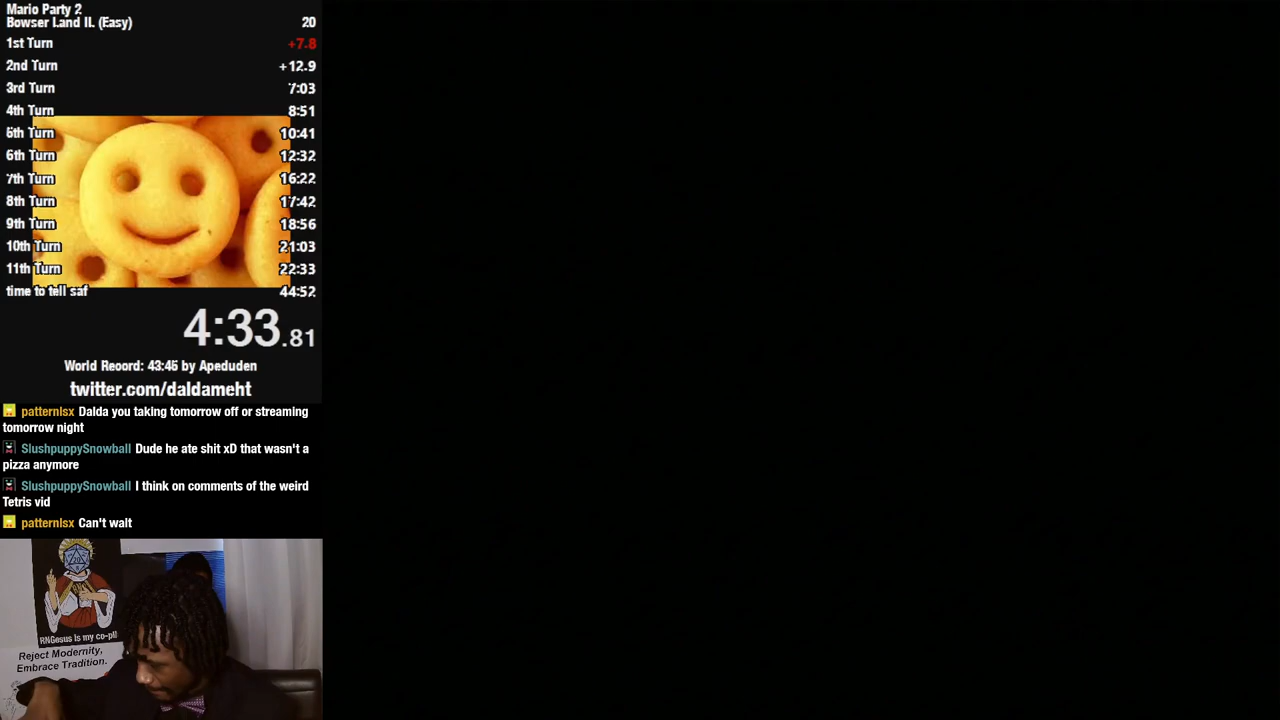 Mario Party 2
Bowser Land II. (Easy) 20
1st Turn +7.8
2nd Turn +12.9
3rd Turn 7:03
4th Turn 8:51
5th Turn 10:41
6th Turn 12:32
7th Turn 16:22
8th Turn 17:42
9th Turn 18:56
10th Turn 21:03
11th Turn 22:33
time to tell saf 44:52
4:33.81
World Record: 43:45 by Apeduden
twitter.com/daldameht
patternlsx Dalda you taking tomorrow off or streaming
tomorrow night
SlushpuppySnowball Dude he ate shit xD that wasn't a
pizza anymore
SlushpuppySnowball I think on comments of the weird
Tetris vid
patternlsx Can't wait
RNGesus is my co-pil
Reject Modernity,
Embrace Tradition.